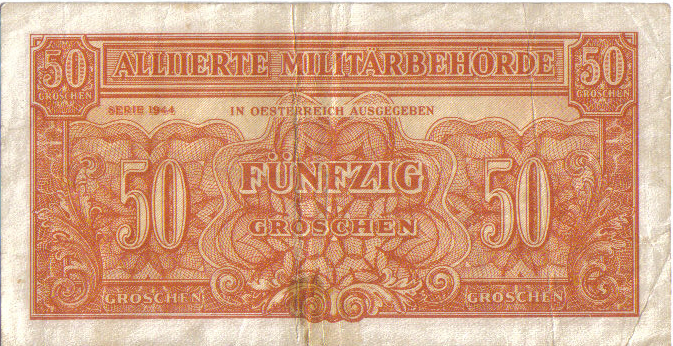 50 ALLIIERTE MILITÄRBEHÖRDE 50
GROSCHEN GROSCHEN
SERIE 1944 IN OESTERREICH AUSGEGEBEN
50 FÜNFZIG 50
GROSCHEN
GROSCHEN GROSCHEN